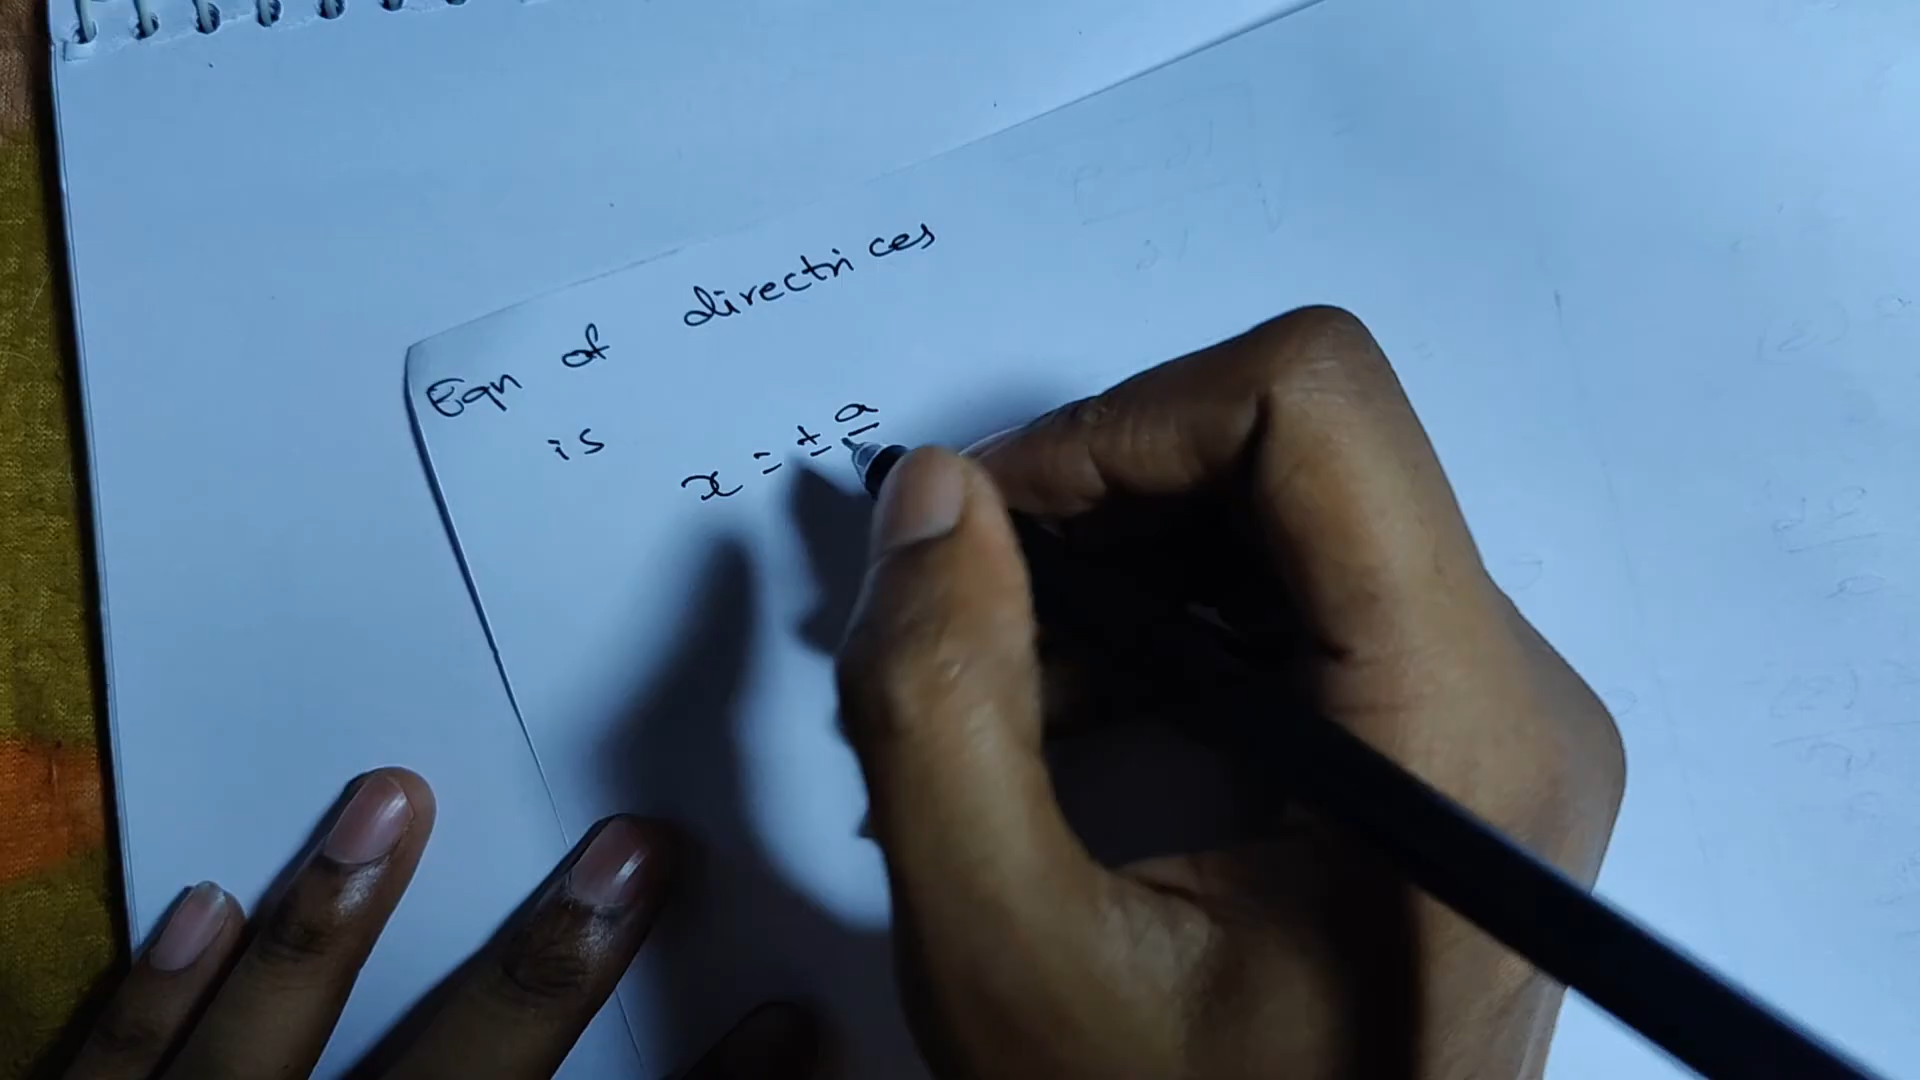 Eqn of directrices
is
x = ± a